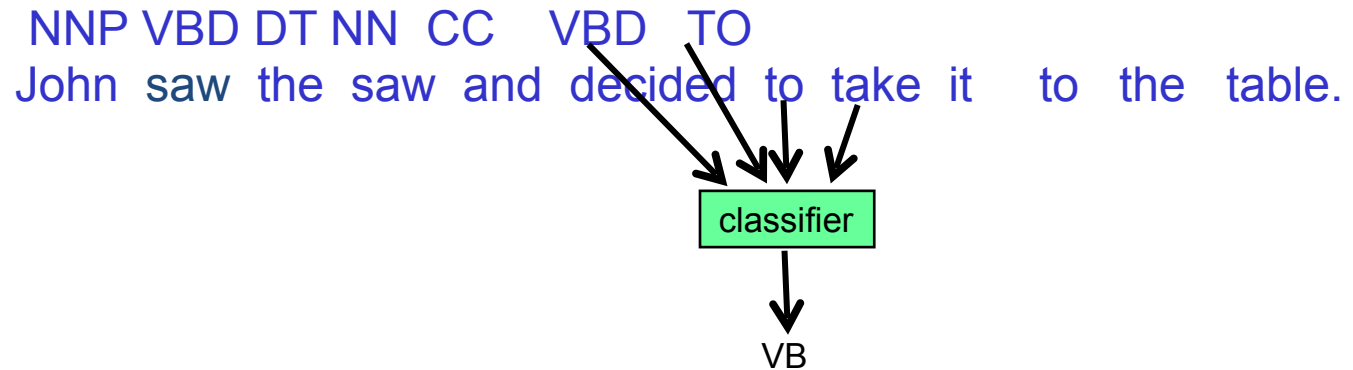 NNP VBD DT NN CC VBD TO
John saw the saw and decided to take it to the table.
classifier
VB